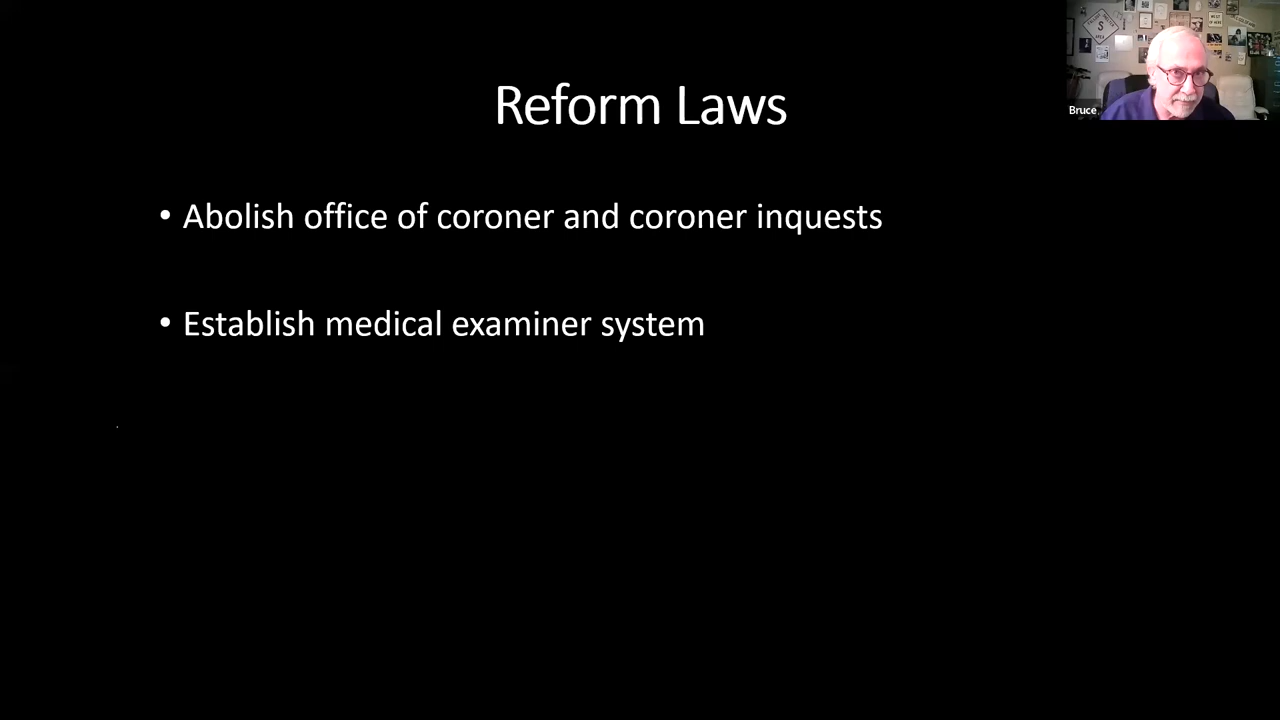 Reform Laws
• Abolish office of coroner and coroner inquests
• Establish medical examiner system
Bruce
S